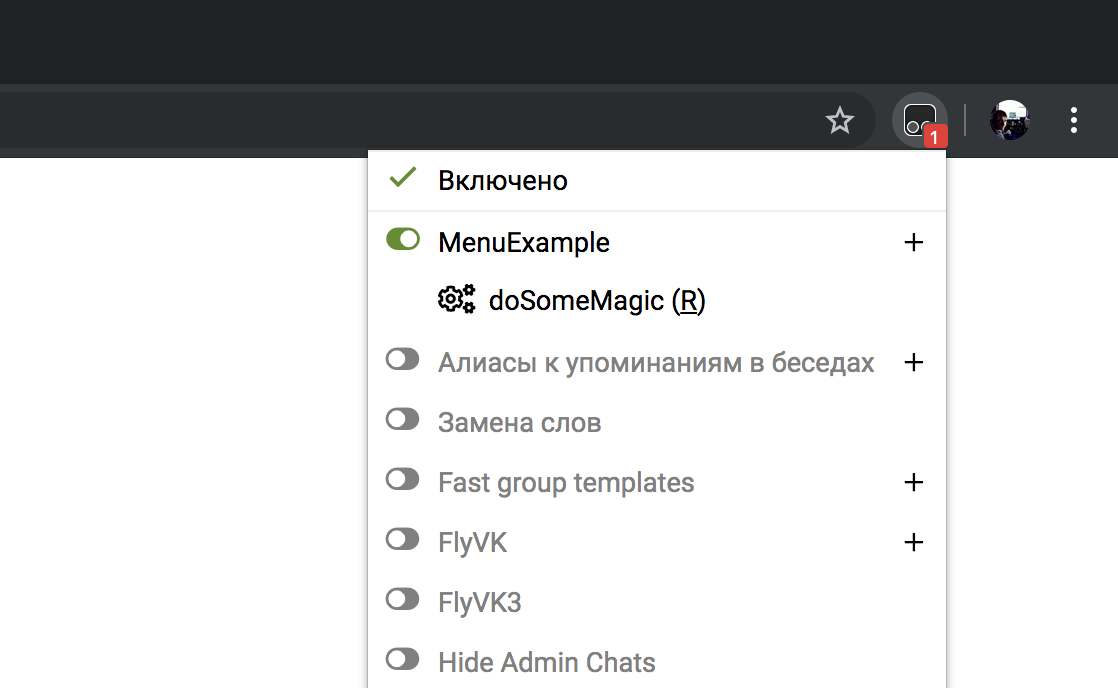 1
Включено
MenuExample
doSomeMagic (R)
Алиасы к упоминаниям в беседах
Замена слов
Fast group templates
FlyVK
FlyVK3
Hide Admin Chats